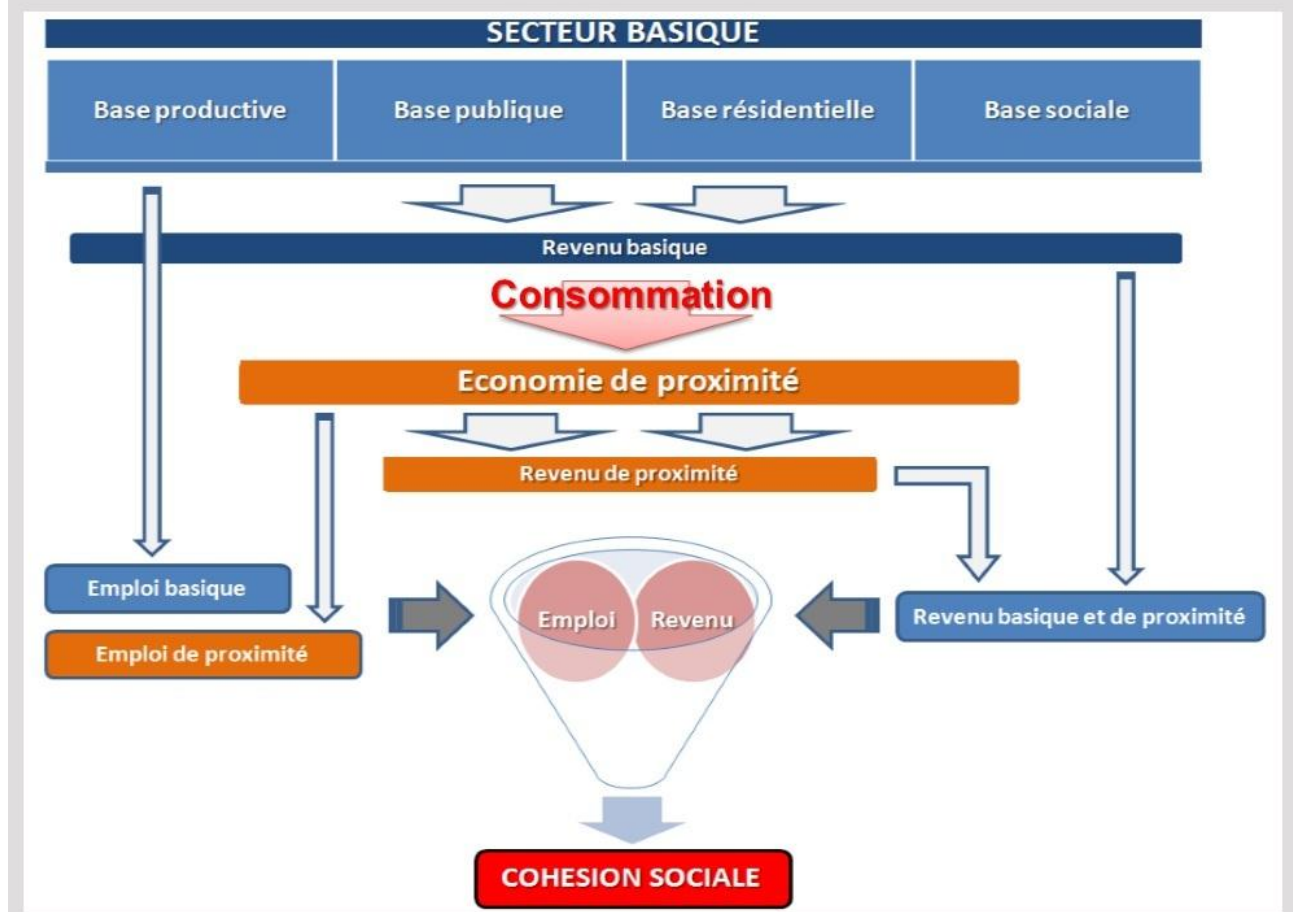 SECTEUR BASIQUE
Base productive
Base publique
Base résidentielle
Base sociale
Revenu basique
Consommation
Economie de proximité
Revenu de proximité
Emploi basique
Emploi de proximité
Emploi
Revenu
Revenu basique et de proximité
COHESION SOCIALE